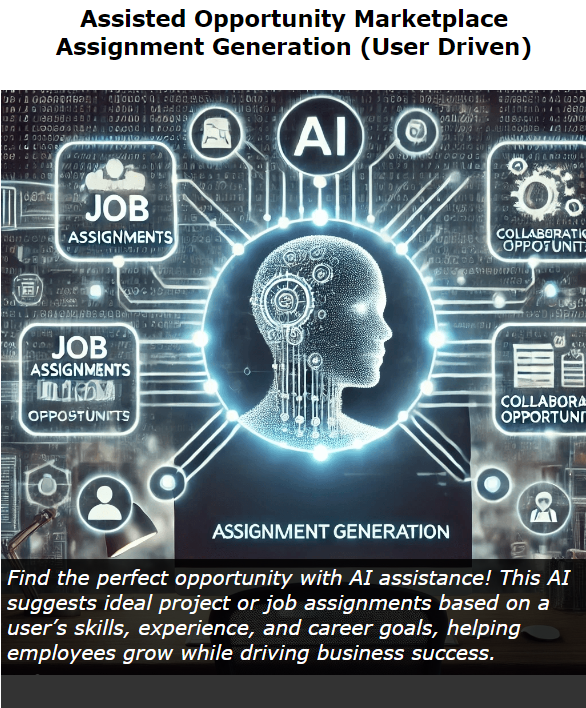 Assisted Opportunity Marketplace
Assignment Generation (User Driven)
AI
JOB
ASSIGNMENTS
COLLABORATIC
OPPOTUNIT
JOB
ASSIGNMENTS
OPPOSTUNITS
COLLABORA
OPPORTUNI
ASSIGNMENT GENERATION
Find the perfect opportunity with AI assistance! This AI
suggests ideal project or job assignments based on a
user’s skills, experience, and career goals, helping
employees grow while driving business success.